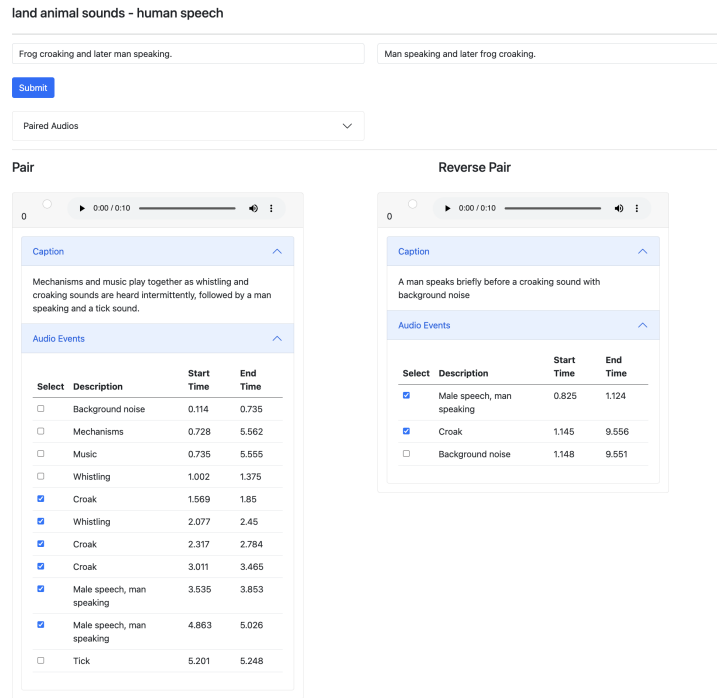 land animal sounds - human speech
Frog croaking and later man speaking.
Man speaking and later frog croaking.
Submit
Paired Audios
Pair
Reverse Pair
0
0:00 / 0:10
0
0:00 / 0:10
Caption
Mechanisms and music play together as whistling and
croaking sounds are heard intermittently, followed by a man
speaking and a tick sound.
Audio Events
Select Description Start Time End Time
Background noise 0.114 0.735
Mechanisms 0.728 5.562
Music 0.735 5.555
Whistling 1.002 1.375
Croak 1.569 1.85
Whistling 2.077 2.45
Croak 2.317 2.784
Croak 3.011 3.465
Male speech, man 3.535 3.853
speaking
Male speech, man 4.863 5.026
speaking
Tick 5.201 5.248
Caption
A man speaks briefly before a croaking sound with
background noise
Audio Events
Select Description Start Time End Time
Male speech, man 0.825 1.124
speaking
Croak 1.145 9.556
Background noise 1.148 9.551